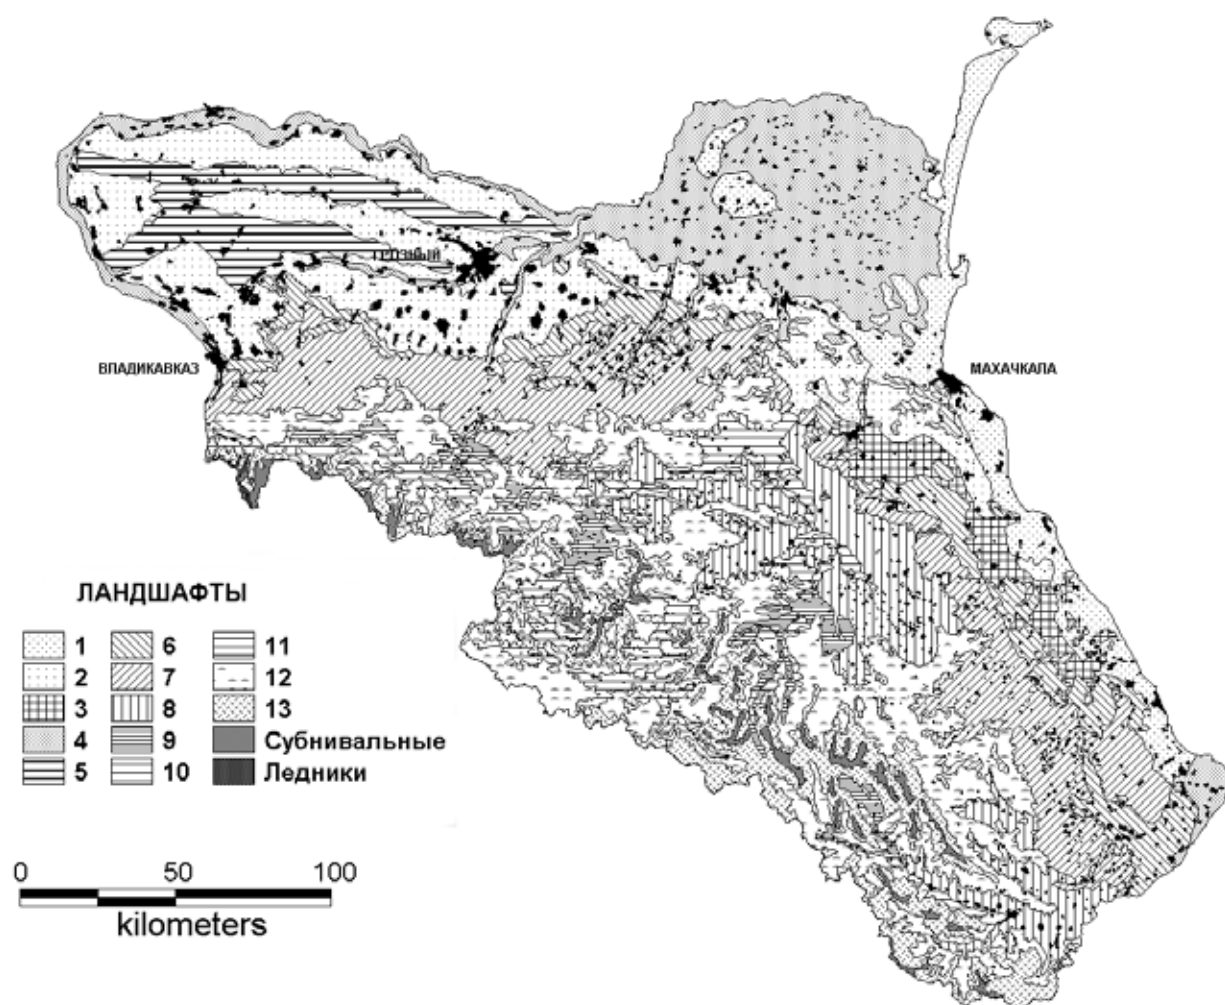 ГРОЗНЫЙ
ВЛАДИКАВКАЗ
МАХАЧКАЛА
ЛАНДШАФТЫ
1 6 11
2 7 12
3 8 13
4 9 Субнивальные
5 10 Ледники
0 50 100
kilometers